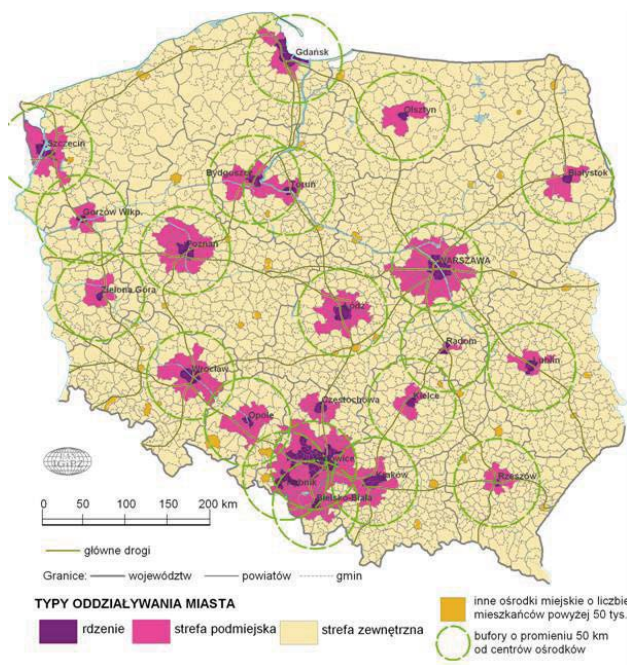 Gdańsk
Olsztyn
Szczecin
Białystok
Bydgoszcz
Toruń
Gorzów Wlkp.
Poznań
WARSZAWA
Zielona Góra
Łódź
Radom
Lublin
Wrocław
Częstochowa
Kielce
Opole
Kraków
Rzeszów
Bielsko-Biała
0 50 100 200 km
główne drogi
Granice: województw powiatów gmin
TYPY ODDZIAŁYWANIA MIASTA
rdzenie strefa podmiejska strefa zewnętrzna
inne ośrodki miejskie o liczbie
mieszkańców powyżej 50 tys.
bufory o promieniu 50 km
od centrów ośrodków